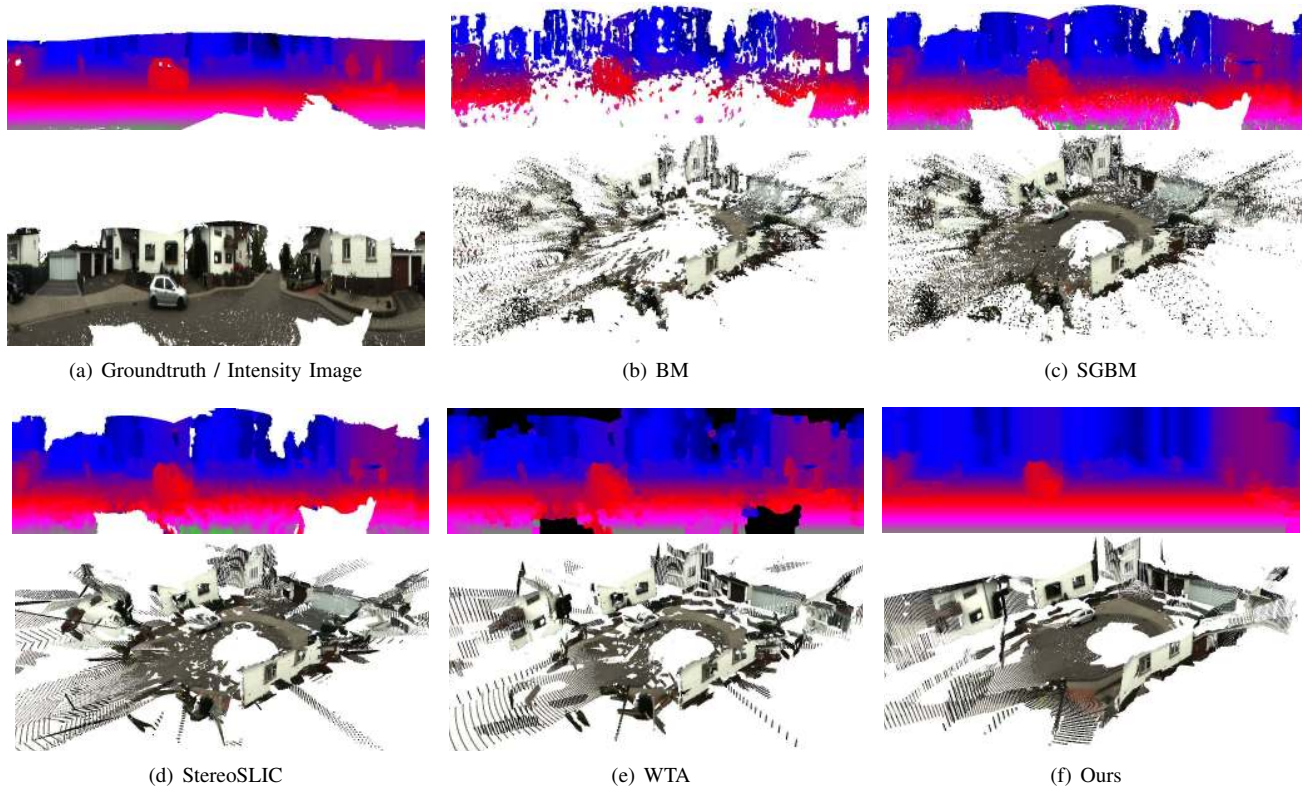 (a) Groundtruth / Intensity Image
(b) BM
(c) SGBM
(d) StereoSLIC
(e) WTA
(f) Ours